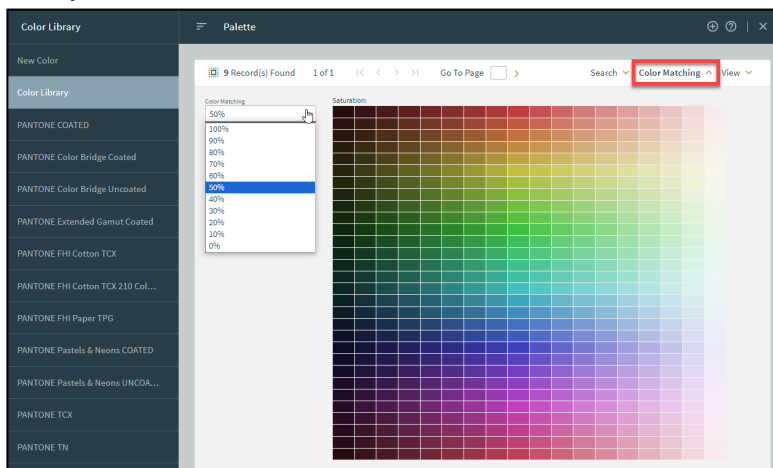 Color Library
Palette
New Color
Color Library
PANTONE COATED
PANTONE Color Bridge Coated
PANTONE Color Bridge Uncoated
PANTONE Extended Gamut Coated
PANTONE FHI Cotton TCX
PANTONE FHI Cotton TCX 210 Col...
PANTONE FHI Paper TPG
PANTONE Pastels & Neons COATED
PANTONE Pastels & Neons UNCOA...
PANTONE TCX
PANTONE TN
9 Record(s) Found 1 of 1 Go To Page Search Color Matching View
Color Matching
50%
100%
90%
80%
70%
60%
50%
40%
30%
20%
10%
0%
Saturation: